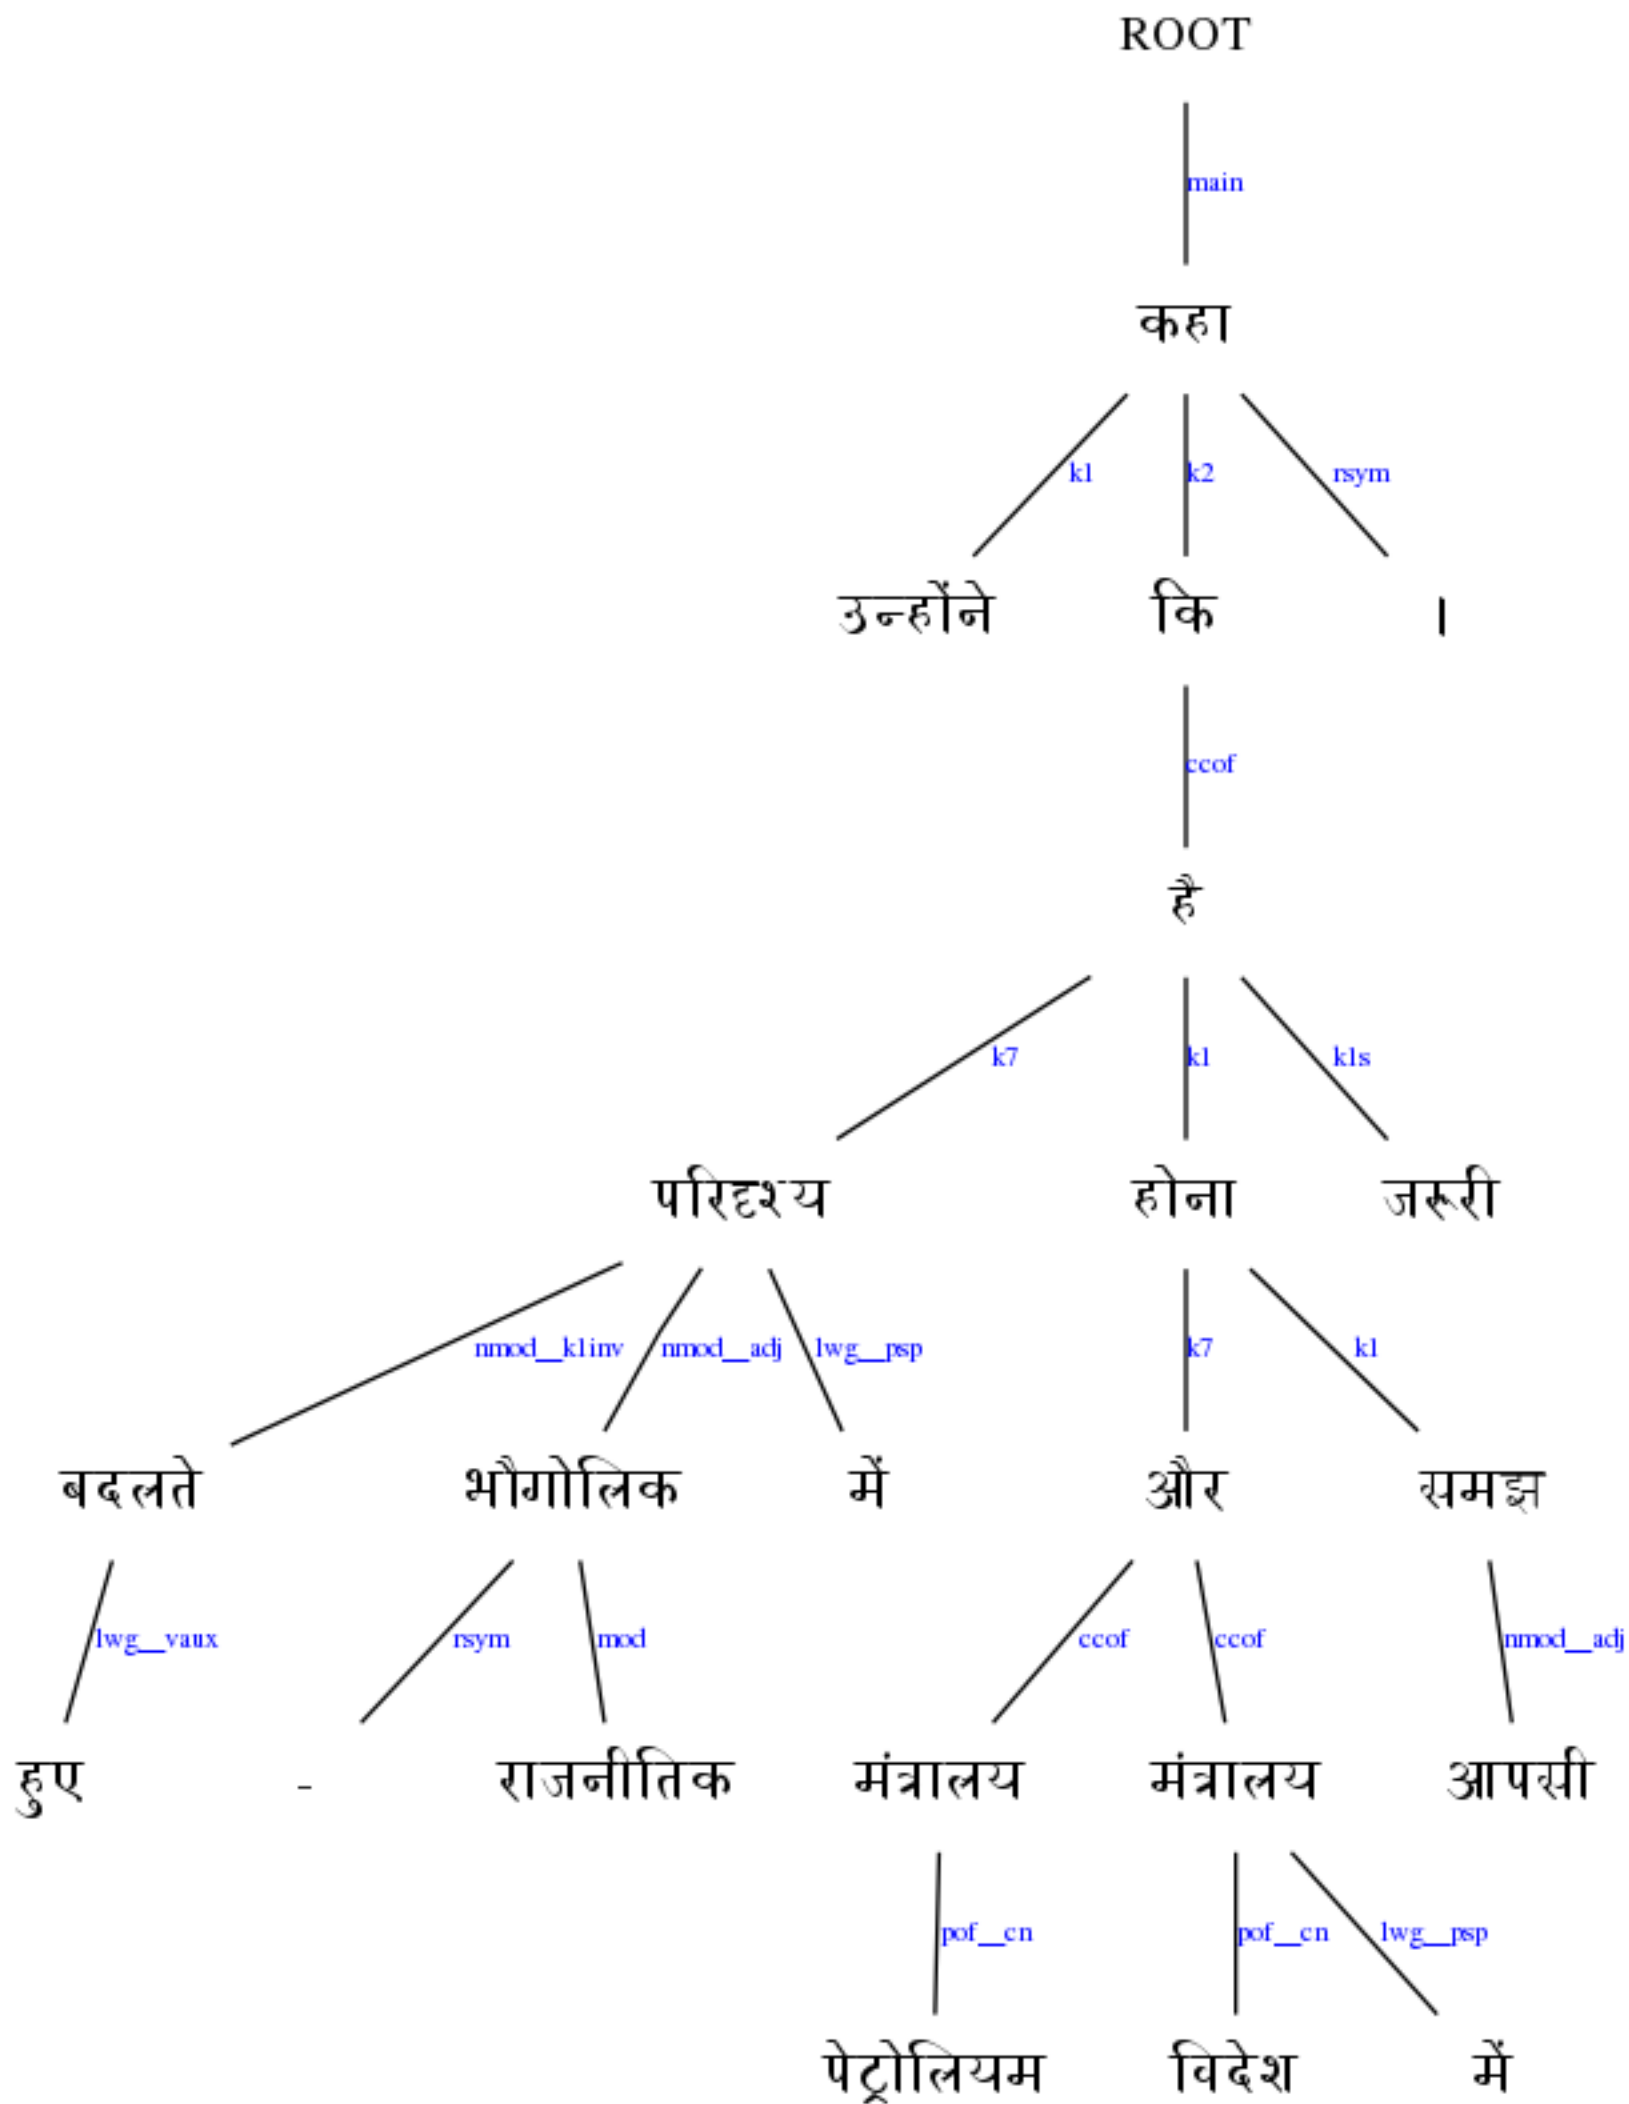 ROOT
main
कहा
k1 k2 rsym
उन्होंने कि ।
ccof
है
k7 k1 k1s
परिदृश्य होना जरूरी
nmod__k1inv nmod__adj lwg__psp k7 k1
बदलते भौगोलिक में और समझ
lwg__vaux rsym mod ccof ccof nmod__adj
हुए - राजनीतिक मंत्रालय मंत्रालय आपसी
pof__cn pof__cn lwg__psp
पेट्रोलियम विदेश में